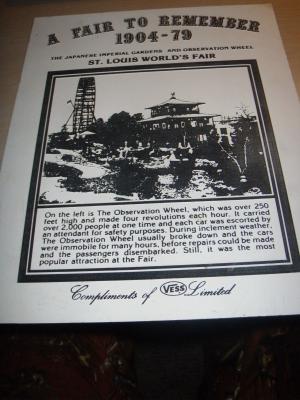 A FAIR TO REMEMBER
1904-79
THE JAPANESE IMPERIAL GARDENS AND OBSERVATION WHEEL
ST. LOUIS WORLD'S FAIR
On the left is The Observation Wheel, which was over 250
feet high and made four revolutions each hour. It carried
over 2,000 people at one time and each car was escorted by
an attendant for safety purposes. During inclement weather,
The Observation Wheel usually broke down and the cars
were immobile for many hours, before repairs could be made
and the passengers disembarked. Still, it was the most
popular attraction at the Fair.
Compliments of VESS Limited